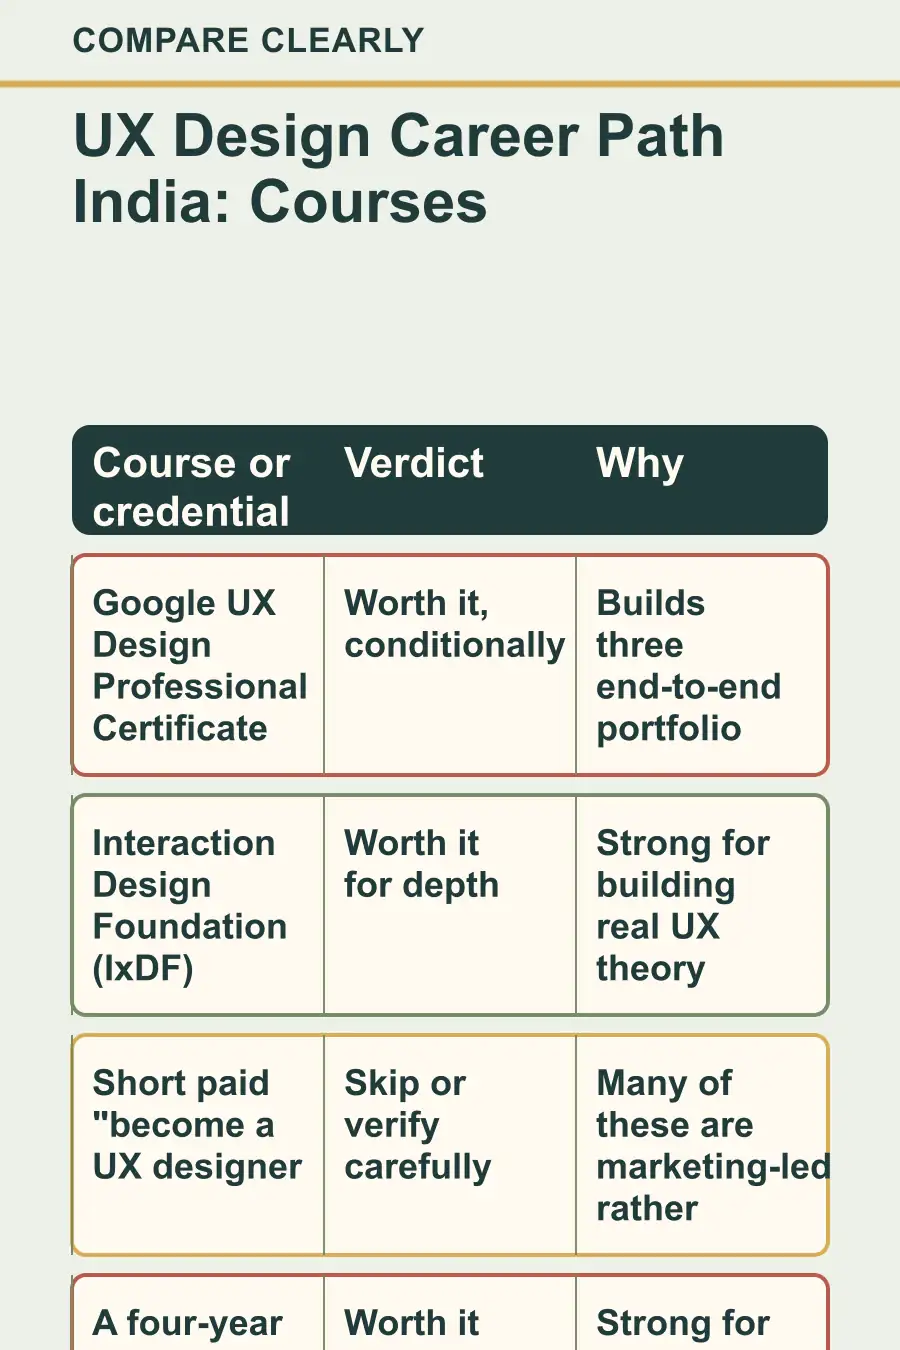 COMPARE CLEARLY
UX Design Career Path
India: Courses
Course or
credential
Verdict
Why
Google UX
Design
Professional
Certificate
Worth it,
conditionally
Builds
three
end-to-end
portfolio
Interaction
Design
Foundation
(IxDF)
Worth it
for depth
Strong for
building
real UX
theory
Short paid
"become a
UX designer
Skip or
verify
carefully
Many of
these are
marketing-led
rather
A four-year
Worth it
Strong for